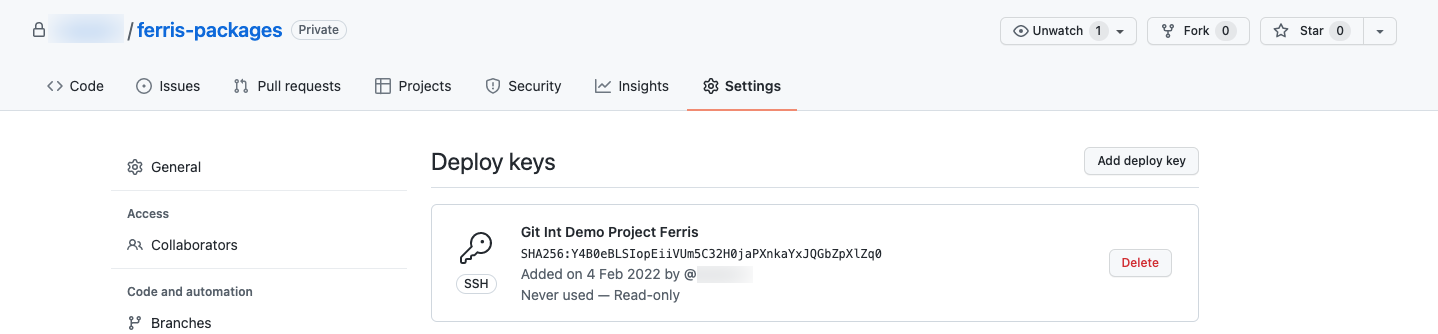 / ferris-packages Private
Unwatch 1 Fork 0 Star 0
Code Issues Pull requests Projects Security Insights Settings
General
Access
Collaborators
Code and automation
Branches
Deploy keys
Add deploy key
Git Int Demo Project Ferris
SHA256:Y4B0eBLSIopEiiVUm5C32H0jaPXnkaYxJQGbZpXlZq0
Added on 4 Feb 2022 by @
Never used — Read-only
SSH
Delete